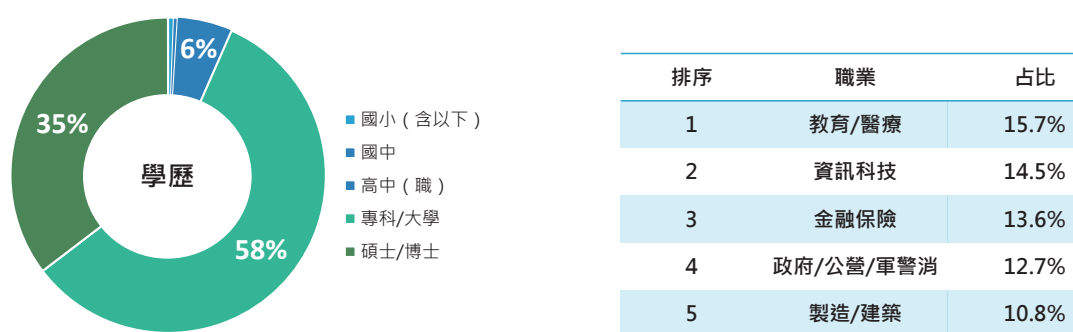 6%
35%
58%
學歷
國小（含以下）
國中
高中（職）
專科/大學
碩士/博士
排序 職業 占比
1 教育/醫療 15.7%
2 資訊科技 14.5%
3 金融保險 13.6%
4 政府/公營/軍警消 12.7%
5 製造/建築 10.8%